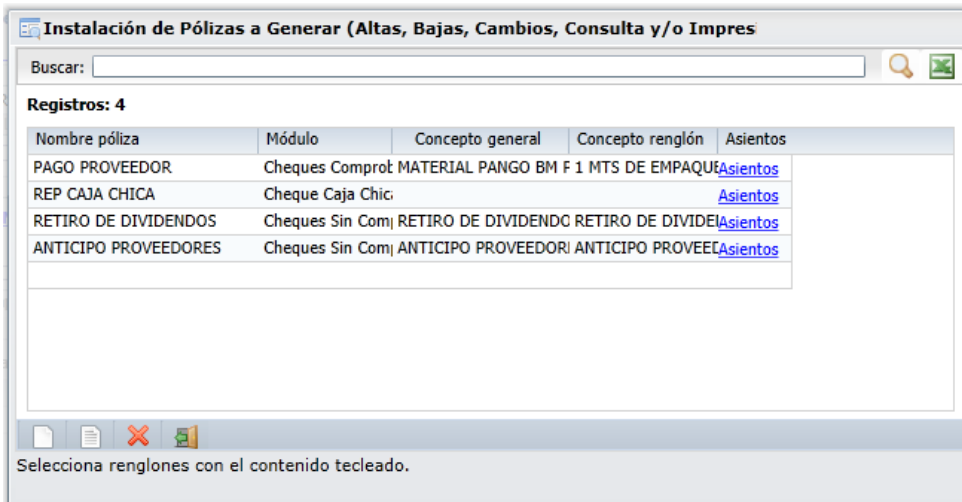 Instalación de Pólizas a Generar (Altas, Bajas, Cambios, Consulta y/o Impres
Buscar:
Registros: 4
Nombre póliza Módulo Concepto general Concepto renglón Asientos
PAGO PROVEEDOR Cheques Comprob MATERIAL PANGO BM P 1 MTS DE EMPAQUE Asientos
REP CAJA CHICA Cheque Caja Chica Asientos
RETIRO DE DIVIDENDOS Cheques Sin Comp RETIRO DE DIVIDENDO RETIRO DE DIVIDEN Asientos
ANTICIPO PROVEEDORES Cheques Sin Comp ANTICIPO PROVEEDOR ANTICIPO PROVEED Asientos
Selecciona renglones con el contenido tecleado.